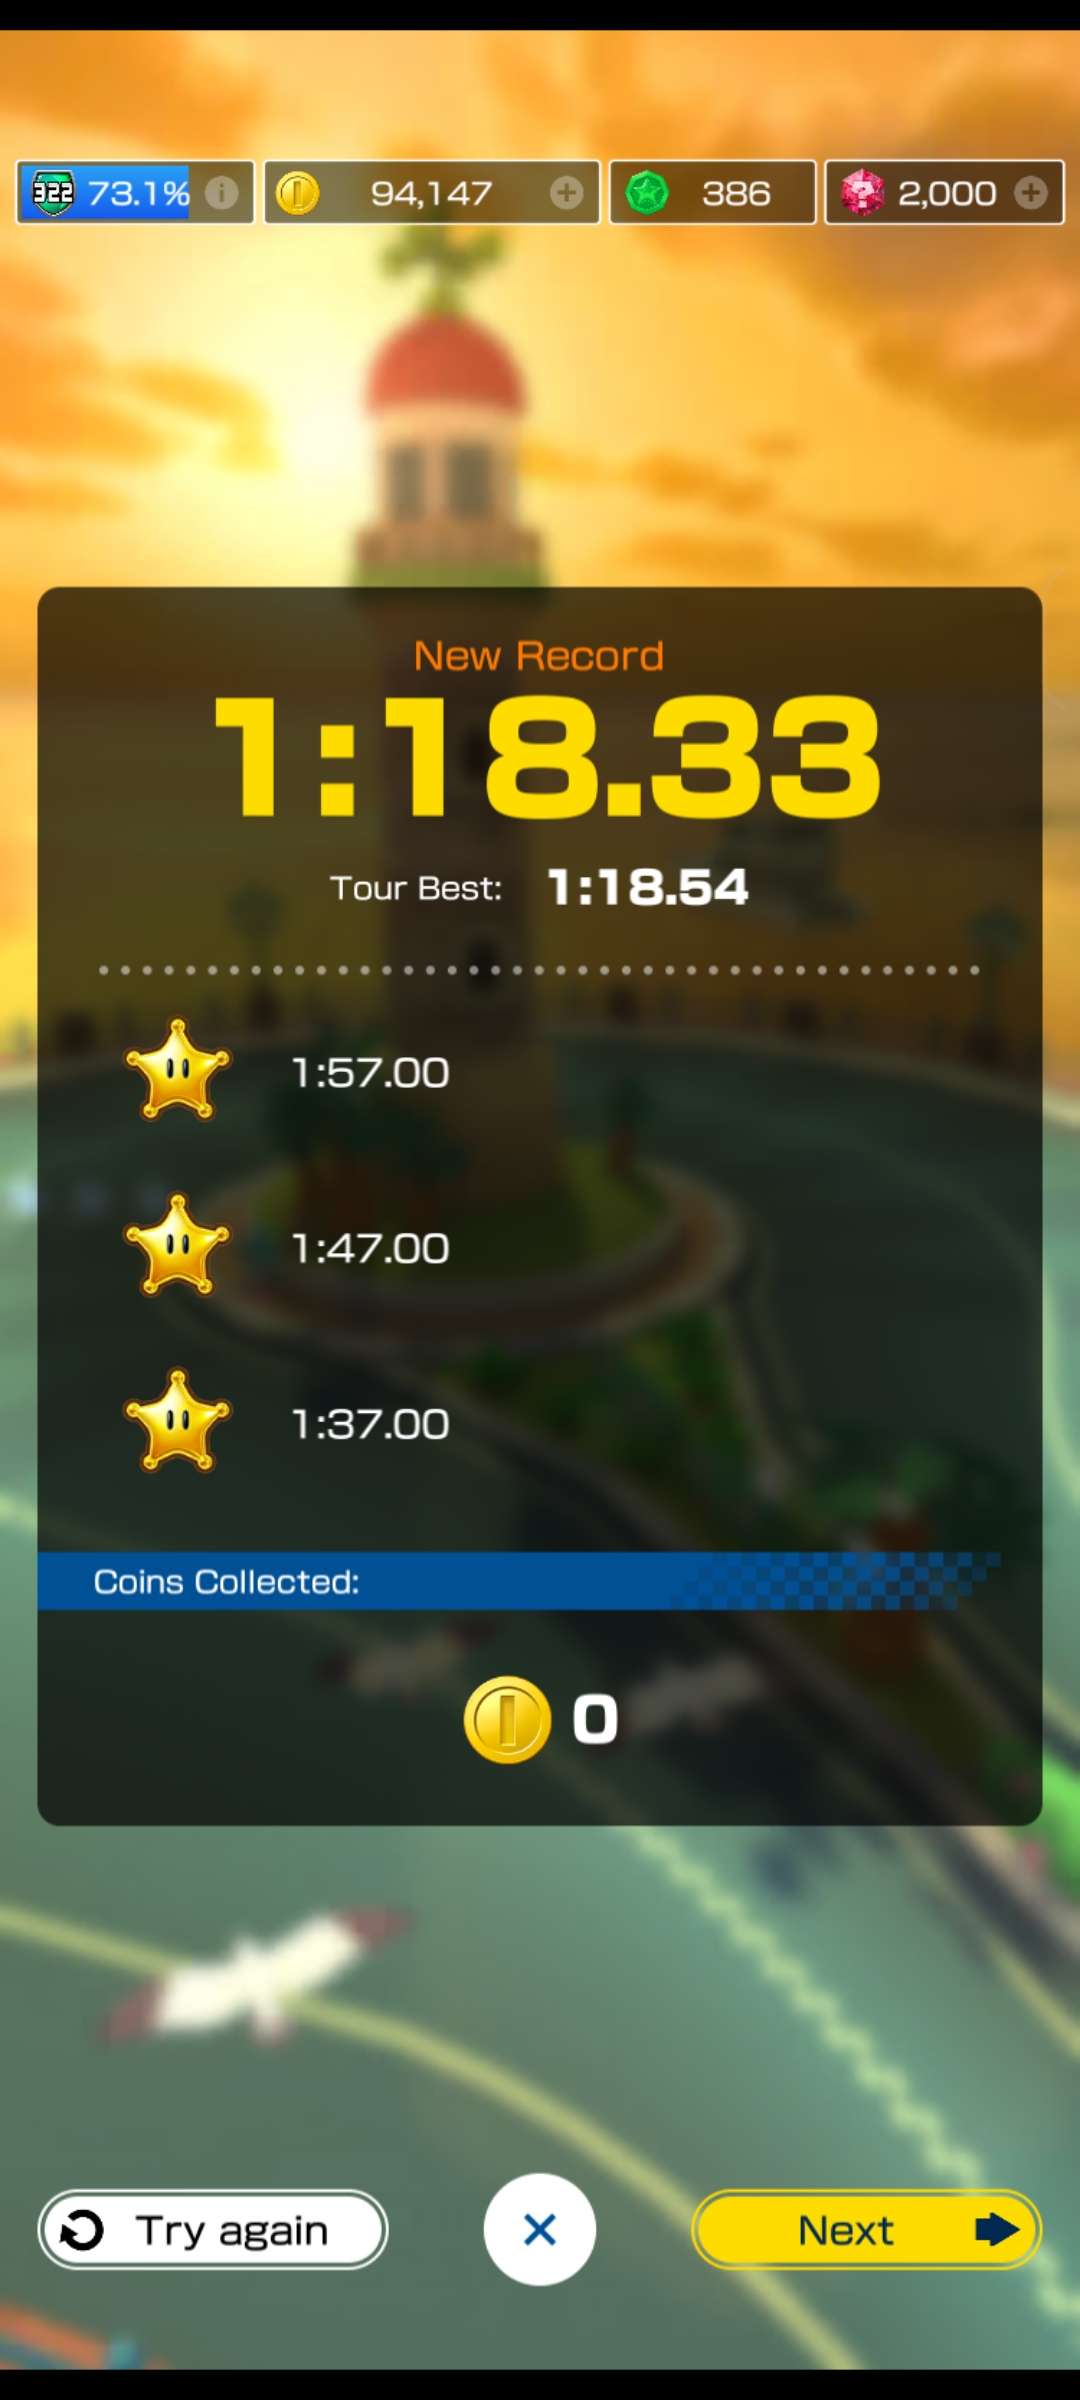 322 73.1% i 94,147 + 386 2,000 +
New Record
1:18.33
Tour Best: 1:18.54
1:57.00
1:47.00
1:37.00
Coins Collected:
0
Try again × Next